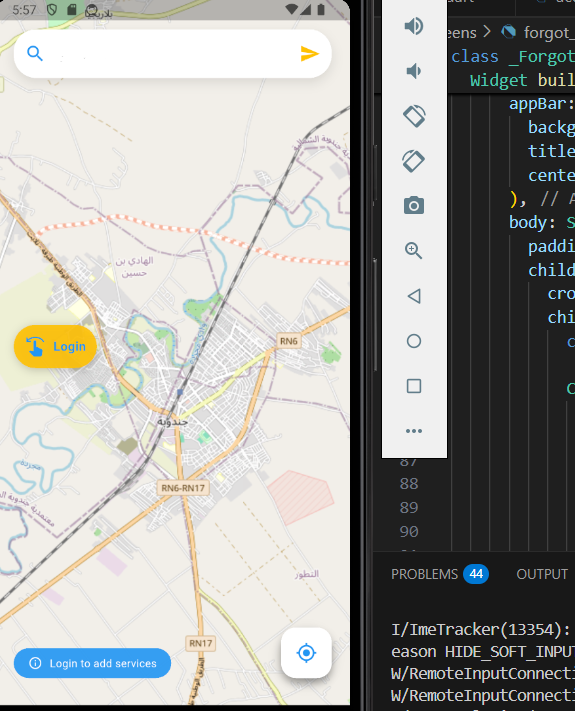 5:57
بلاريجيا
eens > forgot_
class _Forgot
Widget buil
appBar:
backg
title
cente
), // A
body: S
paddi
child
cro
chi
c
C
الهادي بن
حسين
RN6
Login
جندوبة
RN6-RN17
النطور
RN17
Login to add services
87
88
89
90
PROBLEMS 44 OUTPUT
I/ImeTracker(13354):
eason HIDE_SOFT_INPUT
W/RemoteInputConnecti
W/RemoteInputConnecti